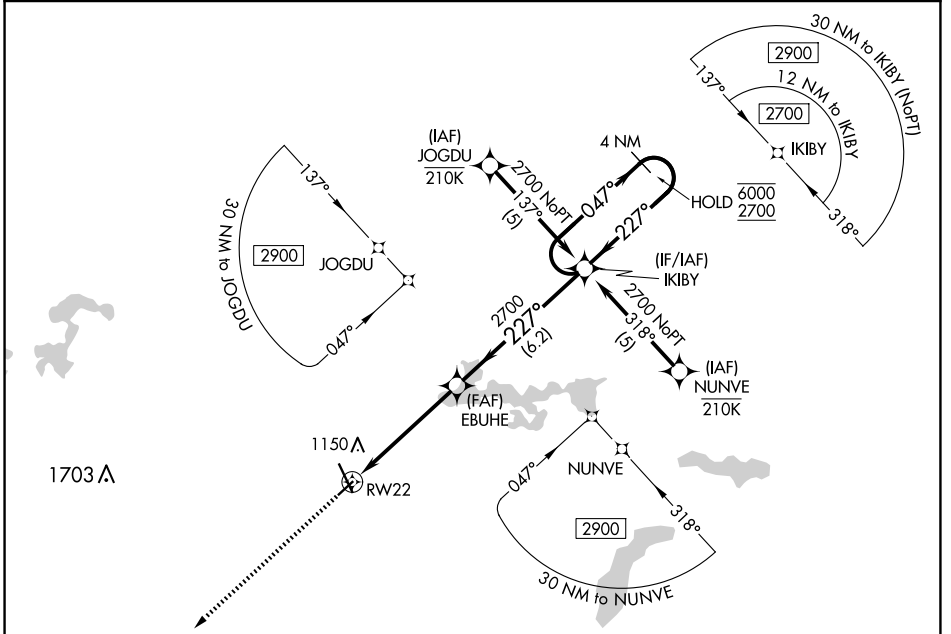 30 NM to IKIBY (NoPT)
2900
12 NM to IKIBY
137°
2700
IKIBY
318°
(IAF)
JOGDU
210K
2700 NoPT
137°
(5)
4 NM
047°
HOLD 6000
2700
227°
137°
30 NM to JOGDU
2900
JOGDU
047°
(IF/IAF)
IKIBY
2700
227°
(6.2)
2700 NoPT
318°
(5)
(IAF)
NUNVE
210K
(FAF)
EBUHE
1150
1703
RW22
NUNVE
047°
318°
2900
30 NM to NUNVE